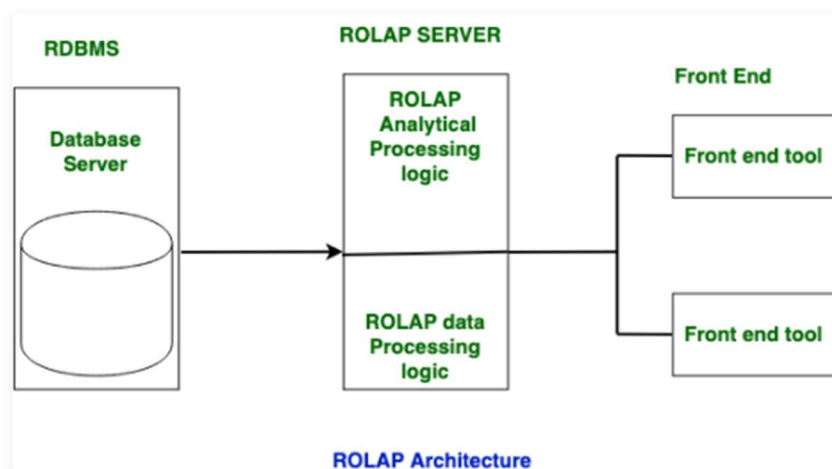 RDBMS
Database
Server
ROLAP SERVER
ROLAP
Analytical
Processing
logic
ROLAP data
Processing
logic
Front End
Front end tool
Front end tool
ROLAP Architecture